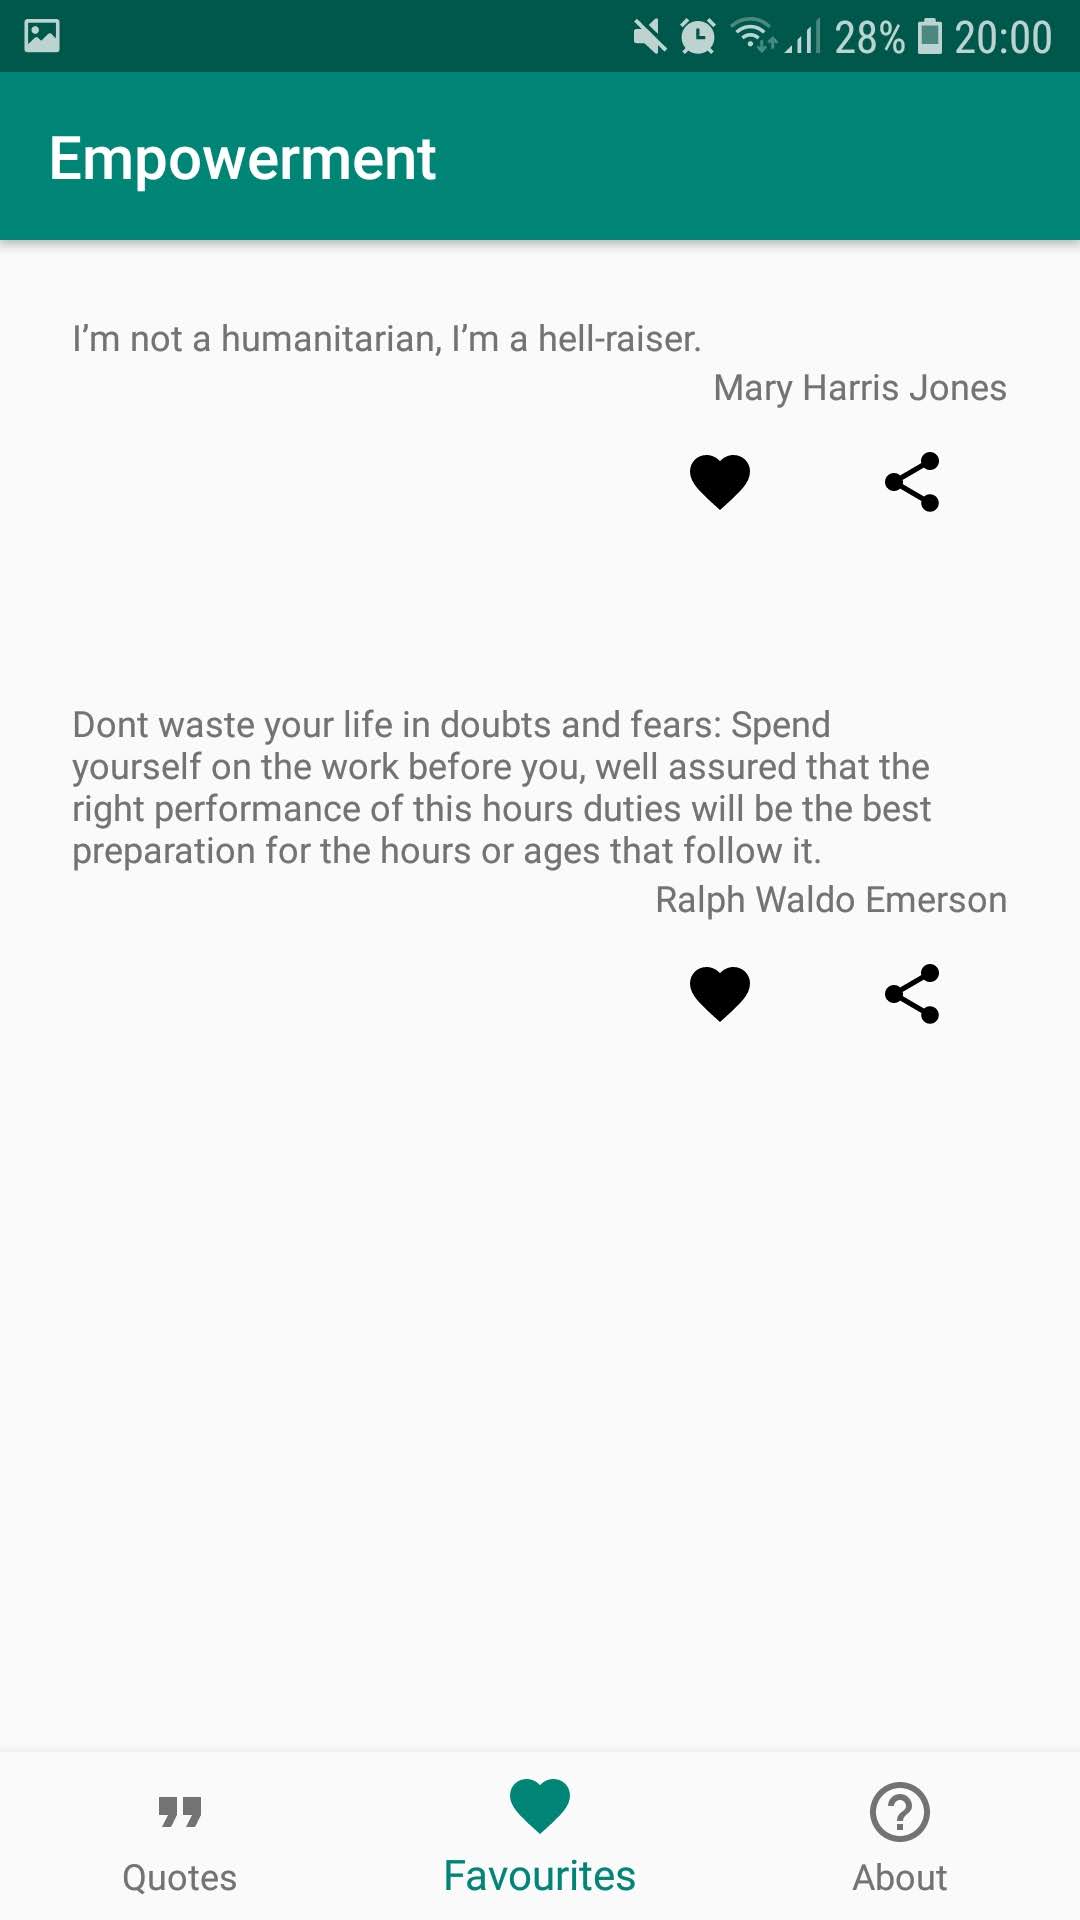 28% 20:00
Empowerment
I’m not a humanitarian, I’m a hell-raiser.
Mary Harris Jones
Dont waste your life in doubts and fears: Spend
yourself on the work before you, well assured that the
right performance of this hours duties will be the best
preparation for the hours or ages that follow it.
Ralph Waldo Emerson
Quotes Favourites About